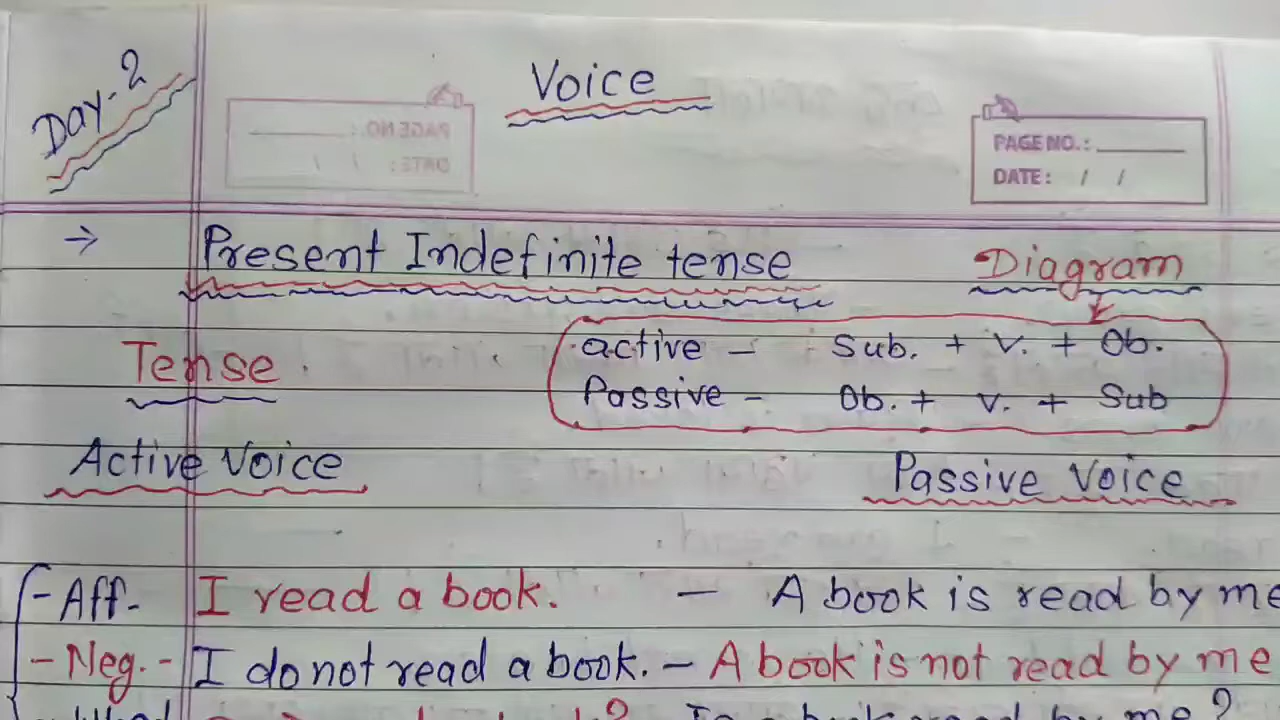 Day-2
Voice
PAGE NO.:
DATE: / /
→ Present Indefinite tense
Diagram
Tense
active - Sub. + V. + Ob.
Passive - Ob. + V. + Sub
Active Voice
Passive Voice
- Aff- I read a book. - A book is read by me
- Neg. - I do not read a book. - A book is not read by me